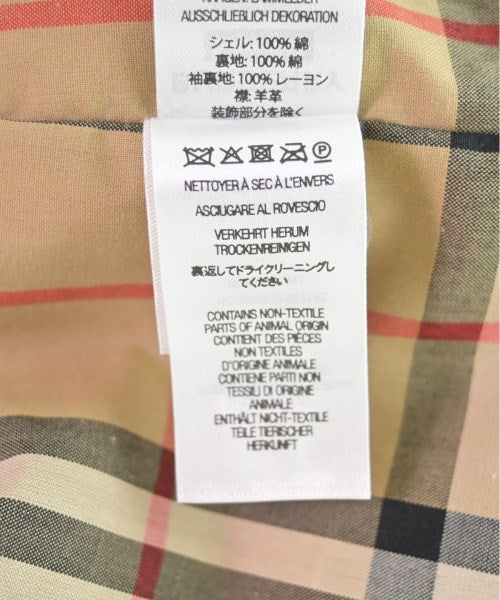 AUSSCHLIEẞLICH DEKORATION
シェル: 100% 綿
裏地: 100% 綿
袖裏地: 100% レーヨン
襟: 羊革
装飾部分を除く
P
NETTOYER À SEC À L'ENVERS
ASCIUGARE AL ROVESCIO
VERKEHRT HERUM
TROCKENREINIGEN
裏返してドライクリーニングし
てください
CONTAINS NON-TEXTILE
PARTS OF ANIMAL ORIGIN
CONTIENT DES PIÈCES
NON TEXTILES
D'ORIGINE ANIMALE
CONTIENE PARTI NON
TESSILI DI ORIGINE
ANIMALE
ENTHÄLT NICHT-TEXTILE
TEILE TIERISCHER
HERKUNFT